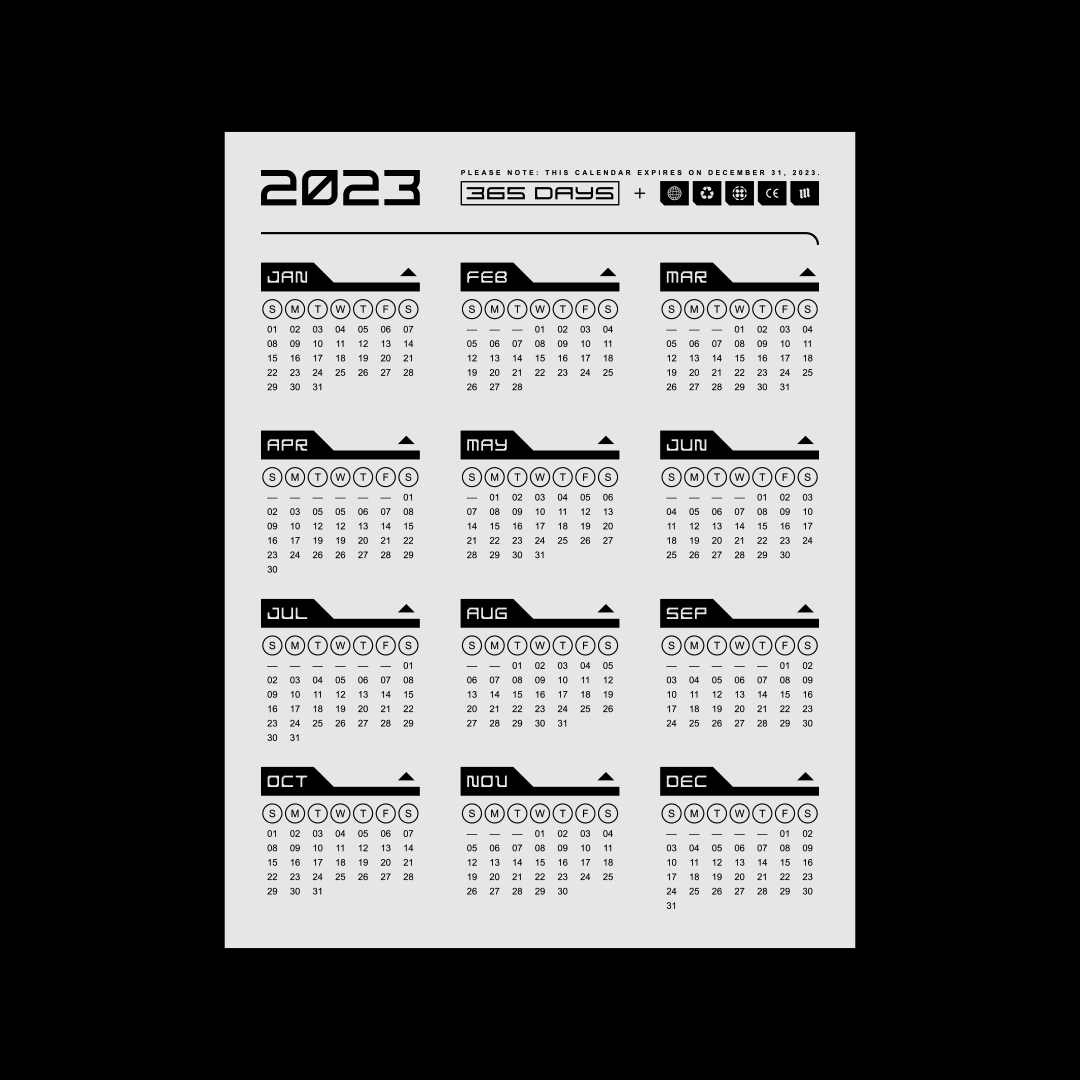 PLEASE NOTE: THIS CALENDAR EXPIRES ON DECEMBER 31, 2023.
2023 365 DAYS + CE m
JAN
S M T W T F S
01 02 03 04 05 06 07
08 09 10 11 12 13 14
15 16 17 18 19 20 21
22 23 24 25 26 27 28
29 30 31
FEB
S M T W T F S
— — — 01 02 03 04
05 06 07 08 09 10 11
12 13 14 15 16 17 18
19 20 21 22 23 24 25
26 27 28
MAR
S M T W T F S
— — — 01 02 03 04
05 06 07 08 09 10 11
12 13 14 15 16 17 18
19 20 21 22 23 24 25
26 27 28 29 30 31
APR
S M T W T F S
— — — — — — 01
02 03 05 05 06 07 08
09 10 12 12 13 14 15
16 17 19 19 20 21 22
23 24 26 26 27 28 29
30
MAY
S M T W T F S
— 01 02 03 04 05 06
07 08 09 10 11 12 13
14 15 16 17 18 19 20
21 22 23 24 25 26 27
28 29 30 31
JUN
S M T W T F S
— — — — 01 02 03
04 05 06 07 08 09 10
11 12 13 14 15 16 17
18 19 20 21 22 23 24
25 26 27 28 29 30
JUL
S M T W T F S
— — — — — — 01
02 03 04 05 06 07 08
09 10 11 12 13 14 15
16 17 18 19 20 21 22
23 24 25 26 27 28 29
30 31
AUG
S M T W T F S
— — 01 02 03 04 05
06 07 08 09 10 11 12
13 14 15 16 17 18 19
20 21 22 23 24 25 26
27 28 29 30 31
SEP
S M T W T F S
— — — — — 01 02
03 04 05 06 07 08 09
10 11 12 13 14 15 16
17 18 19 20 21 22 23
24 25 26 27 28 29 30
OCT
S M T W T F S
01 02 03 04 05 06 07
08 09 10 11 12 13 14
15 16 17 18 19 20 21
22 23 24 25 26 27 28
29 30 31
NOV
S M T W T F S
— — — 01 02 03 04
05 06 07 08 09 10 11
12 13 14 15 16 17 18
19 20 21 22 23 24 25
26 27 28 29 30
DEC
S M T W T F S
— — — — — 01 02
03 04 05 06 07 08 09
10 11 12 13 14 15 16
17 18 19 20 21 22 23
24 25 26 27 28 29 30
31